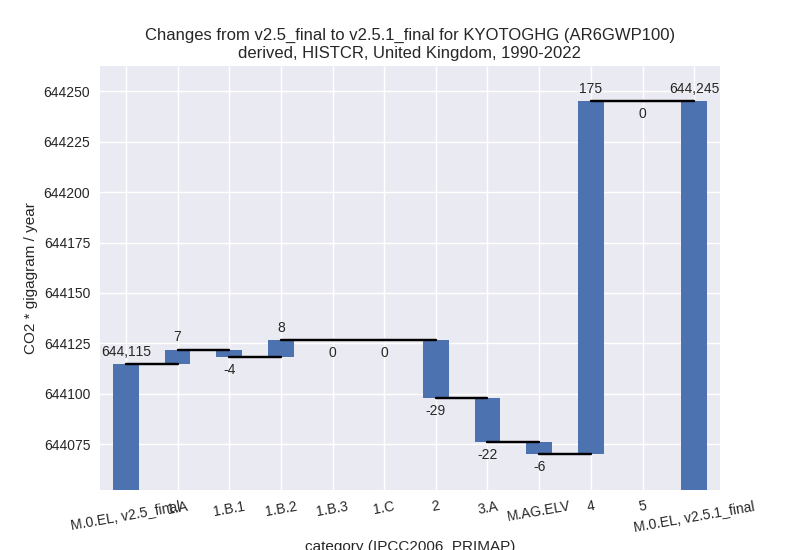 Changes from v2.5_final to v2.5.1_final for KYOTOGHG (AR6GWP100)
derived, HISTCR, United Kingdom, 1990-2022
CO2 * gigagram / year
644250
644225
644200
644175
644150
644125
644100
644075
644,115
7
-4
8
0
0
-29
-22
-6
175
0
644,245
M.0.EL, v2.5_final
1.A
1.B.1
1.B.2
1.B.3
1.C
2
3.A
M.AG.ELV
4
5
M.0.EL, v2.5.1_final
category (IPCC2006_PRIMAP)